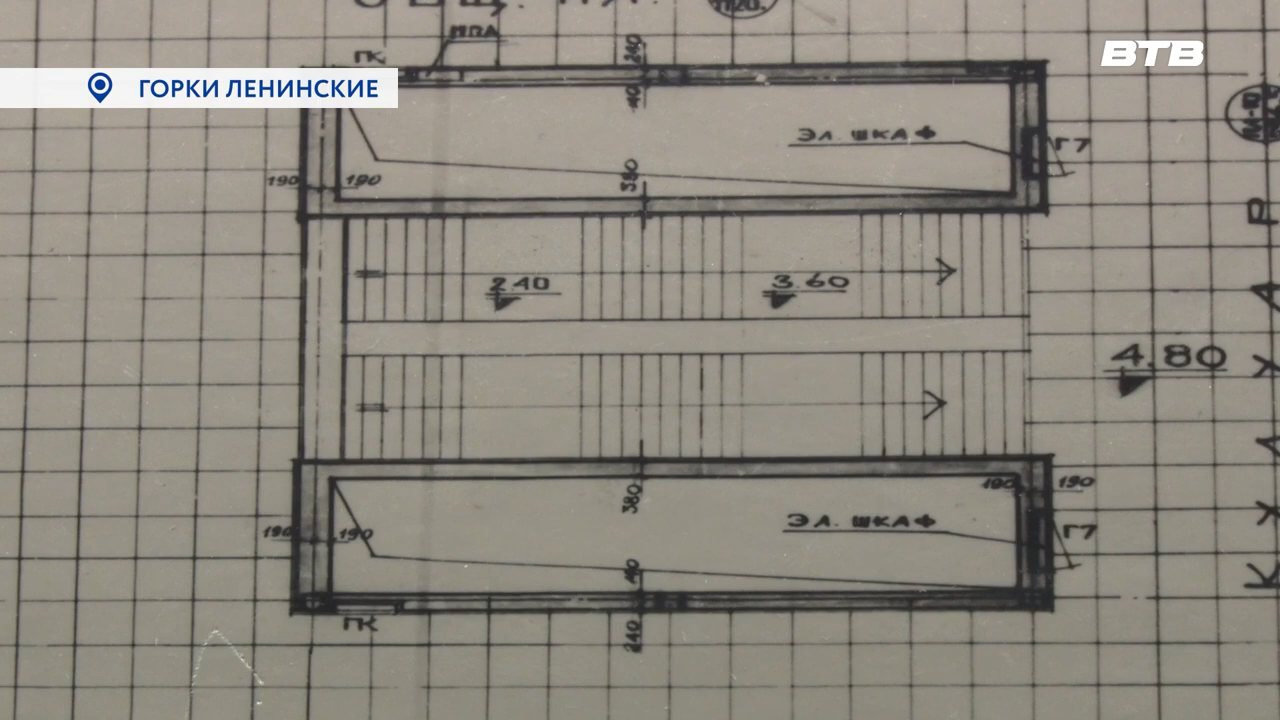 ПК
240
ВТВ
ГОРКИ ЛЕНИНСКИЕ
40
ЭЛ. ШКАФ
Г7
190
190
380
2.40
3.60
4.80
380
190
190
ЭЛ. ШКАФ
190
190
Г7
40
ПК
240